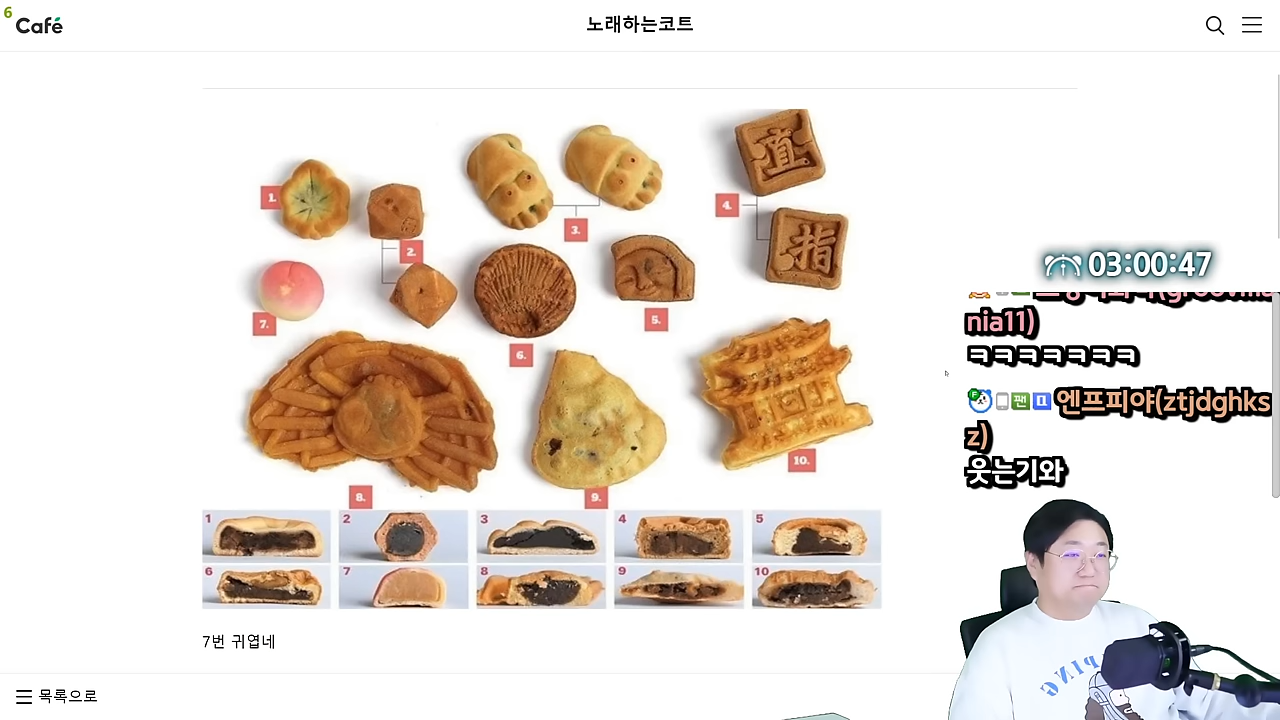 6
Café
노래하는코트
1.
2.
3.
4.
直
指
5.
6.
7.
8.
9.
10.
1
2
3
4
5
6
7
8
9
10
7번 귀엽네
목록으로
03:00:47
nia11)
ㅋㅋㅋㅋㅋㅋㅋ
F 팬 엔프피야(ztjdghks
z)
웃는기와